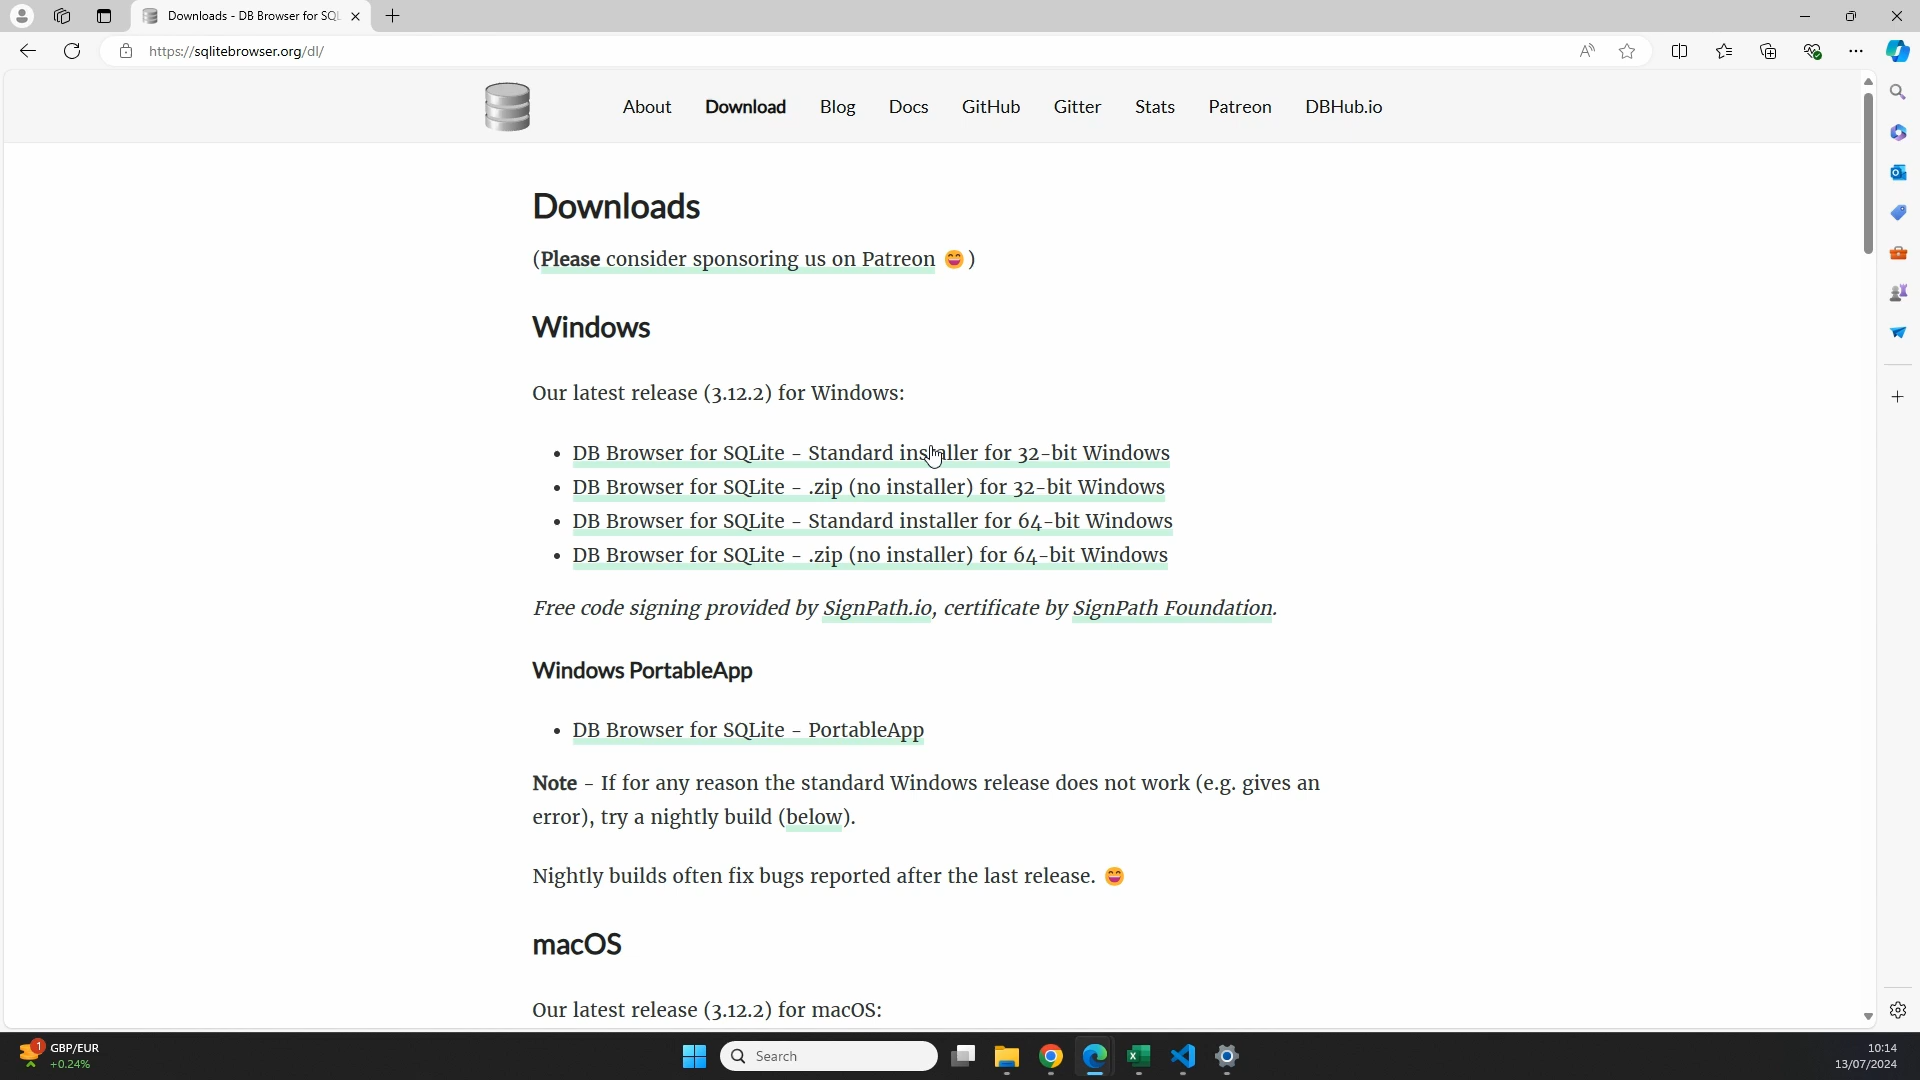 Downloads - DB Browser for SQL
https://sqlitebrowser.org/dl/
About Download Blog Docs GitHub Gitter Stats Patreon DBHub.io
Downloads
(Please consider sponsoring us on Patreon 😄)
Windows
Our latest release (3.12.2) for Windows:
• DB Browser for SQLite - Standard installer for 32-bit Windows
• DB Browser for SQLite - .zip (no installer) for 32-bit Windows
• DB Browser for SQLite - Standard installer for 64-bit Windows
• DB Browser for SQLite - .zip (no installer) for 64-bit Windows
Free code signing provided by SignPath.io, certificate by SignPath Foundation.
Windows PortableApp
• DB Browser for SQLite - PortableApp
Note - If for any reason the standard Windows release does not work (e.g. gives an
error), try a nightly build (below).
Nightly builds often fix bugs reported after the last release. 😄
macOS
Our latest release (3.12.2) for macOS:
1
GBP/EUR
+0.24%
Search
10:14
13/07/2024